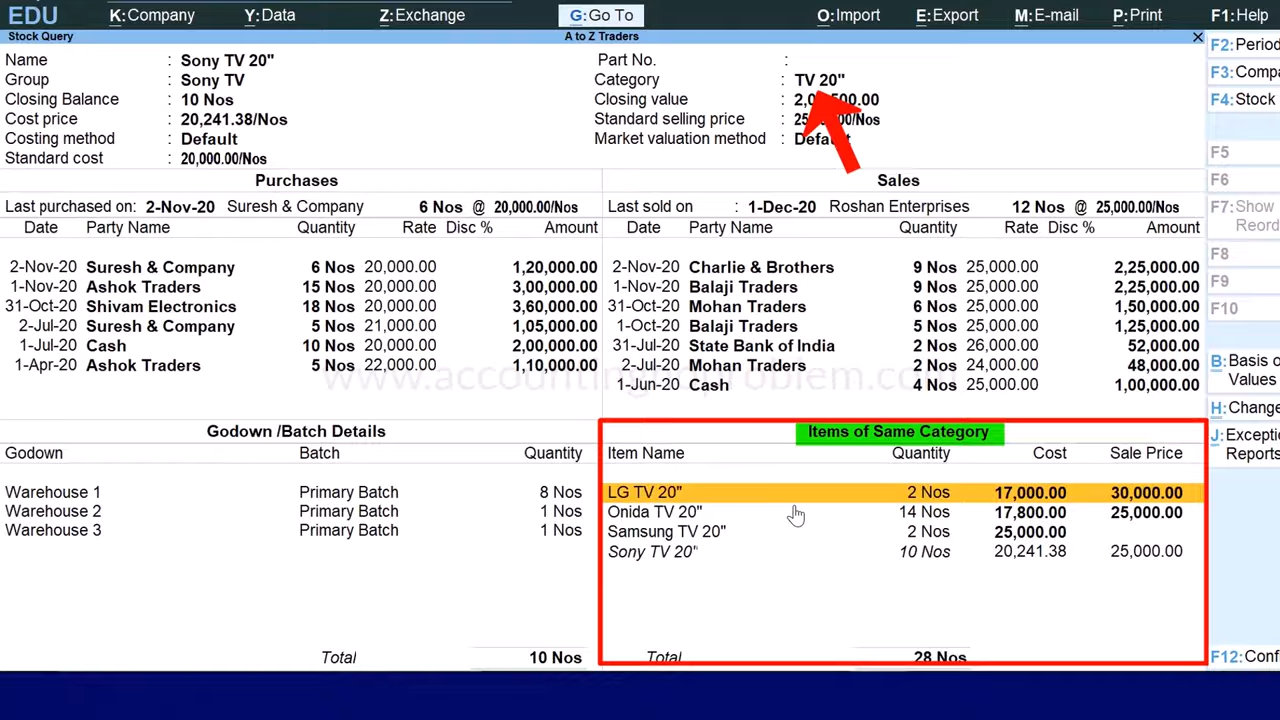 EDU K:Company Y:Data Z:Exchange G:Go To O:Import E:Export M:E-mail P:Print F1:Help
Stock Query A to Z Traders
Name : Sony TV 20"
Group : Sony TV
Closing Balance : 10 Nos
Cost price : 20,241.38/Nos
Costing method : Default
Standard cost : 20,000.00/Nos
Part No. :
Category : TV 20"
Closing value :
Standard selling price :
Market valuation method :
Purchases
Last purchased on: 2-Nov-20 Suresh & Company 6 Nos @ 20,000.00/Nos
Date Party Name Quantity Rate Disc % Amount
2-Nov-20 Suresh & Company 6 Nos 20,000.00 1,20,000.00
1-Nov-20 Ashok Traders 15 Nos 20,000.00 3,00,000.00
31-Oct-20 Shivam Electronics 18 Nos 20,000.00 3,60,000.00
2-Jul-20 Suresh & Company 5 Nos 21,000.00 1,05,000.00
1-Jul-20 Cash 10 Nos 20,000.00 2,00,000.00
1-Apr-20 Ashok Traders 5 Nos 22,000.00 1,10,000.00
Sales
Last sold on : 1-Dec-20 Roshan Enterprises 12 Nos @ 25,000.00/Nos
Date Party Name Quantity Rate Disc % Amount
2-Nov-20 Charlie & Brothers 9 Nos 25,000.00 2,25,000.00
1-Nov-20 Balaji Traders 9 Nos 25,000.00 2,25,000.00
31-Oct-20 Mohan Traders 6 Nos 25,000.00 1,50,000.00
1-Oct-20 Balaji Traders 5 Nos 25,000.00 1,25,000.00
31-Jul-20 State Bank of India 2 Nos 26,000.00 52,000.00
2-Jul-20 Mohan Traders 2 Nos 24,000.00 48,000.00
1-Jun-20 Cash 4 Nos 25,000.00 1,00,000.00
Godown /Batch Details
Godown Batch Quantity
Warehouse 1 Primary Batch 8 Nos
Warehouse 2 Primary Batch 1 Nos
Warehouse 3 Primary Batch 1 Nos
Total 10 Nos
Items of Same Category
Item Name Quantity Cost Sale Price
LG TV 20" 2 Nos 17,000.00 30,000.00
Onida TV 20" 14 Nos 17,800.00 25,000.00
Samsung TV 20" 2 Nos 25,000.00
Sony TV 20" 10 Nos 20,241.38 25,000.00
Total 28 Nos
F2: Period
F3: Compa
F4: Stock
F5
F6
F7: Show
Reord
F8
F9
F10
B: Basis o
Values
H: Change
J: Excepti
Reports
F12: Conf